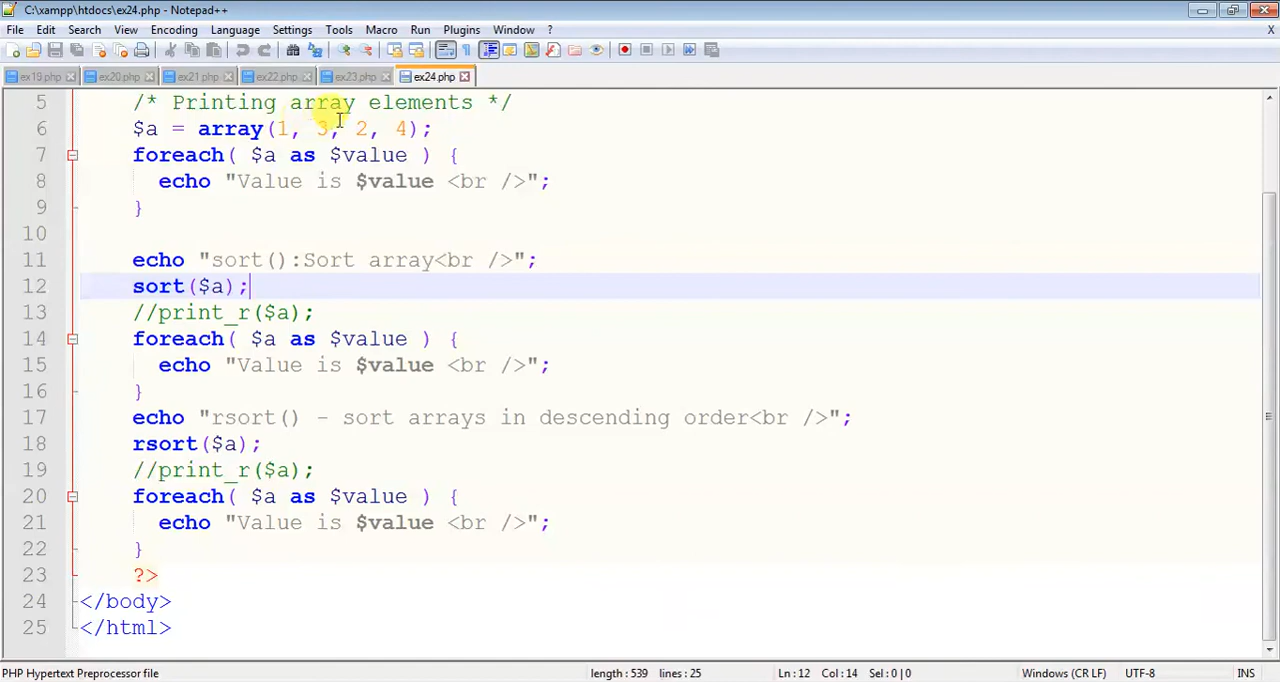 C:\xampp\htdocs\ex24.php - Notepad++
File Edit Search View Encoding Language Settings Tools Macro Run Plugins Window ? X
ex19.php ex20.php ex21.php ex22.php ex23.php ex24.php
5 /* Printing array elements */
6 $a = array(1, 3, 2, 4);
7 foreach( $a as $value ) {
8 echo "Value is $value <br />";
9 }
10
11 echo "sort():Sort array<br />";
12 sort($a);
13 //print_r($a);
14 foreach( $a as $value ) {
15 echo "Value is $value <br />";
16 }
17 echo "rsort() - sort arrays in descending order<br />";
18 rsort($a);
19 //print_r($a);
20 foreach( $a as $value ) {
21 echo "Value is $value <br />";
22 }
23 ?>
24 </body>
25 </html>
PHP Hypertext Preprocessor file length: 539 lines: 25 Ln:12 Col:14 Sel:0|0 Windows (CR LF) UTF-8 INS